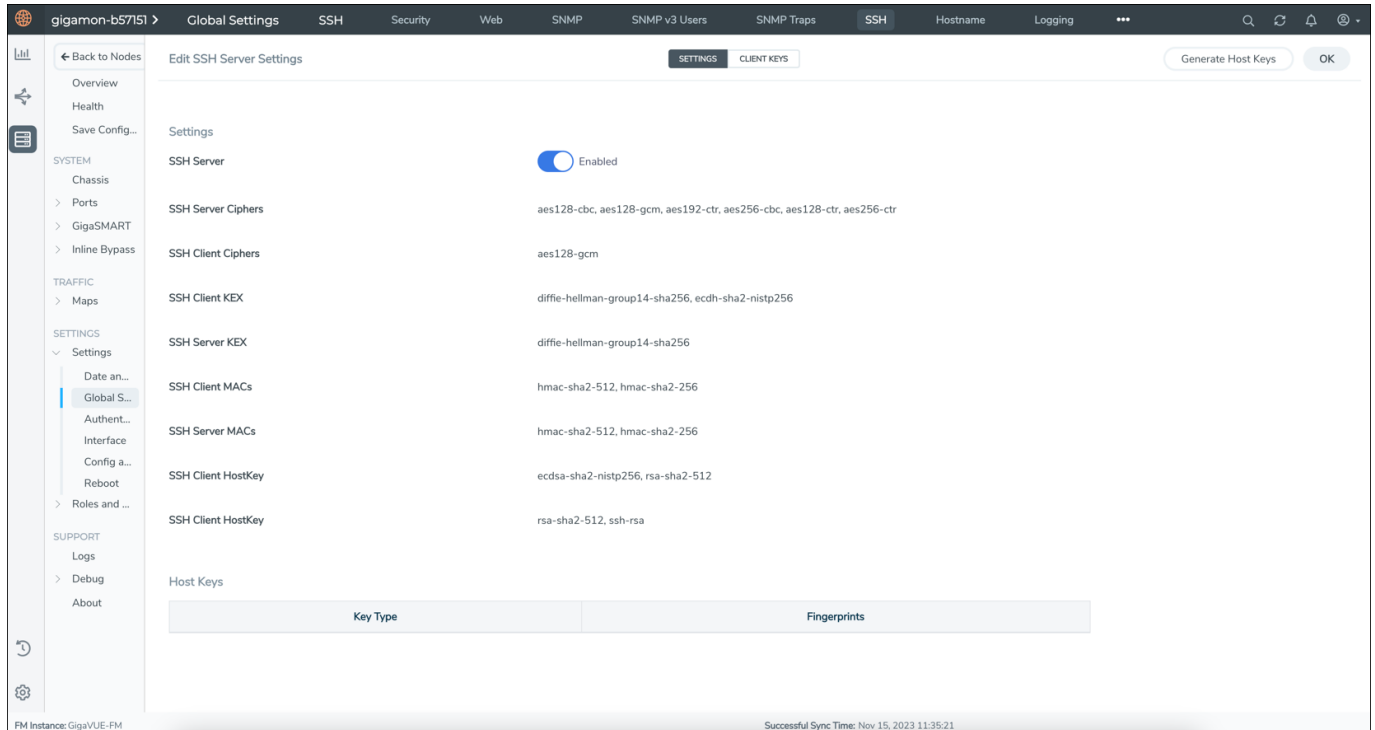 gigamon-b57151 > Global Settings SSH Security Web SNMP SNMP v3 Users SNMP Traps SSH Hostname Logging •••
← Back to Nodes
Overview
Health
Save Config...
SYSTEM
Chassis
> Ports
> GigaSMART
> Inline Bypass
TRAFFIC
> Maps
SETTINGS
Settings
Date an...
Global S...
Authent...
Interface
Config a...
Reboot
> Roles and ...
SUPPORT
Logs
> Debug
About
Edit SSH Server Settings SETTINGS CLIENT KEYS Generate Host Keys OK
Settings
SSH Server Enabled
SSH Server Ciphers aes128-cbc, aes128-gcm, aes192-ctr, aes256-cbc, aes128-ctr, aes256-ctr
SSH Client Ciphers aes128-gcm
SSH Client KEX diffie-hellman-group14-sha256, ecdh-sha2-nistp256
SSH Server KEX diffie-hellman-group14-sha256
SSH Client MACs hmac-sha2-512, hmac-sha2-256
SSH Server MACs hmac-sha2-512, hmac-sha2-256
SSH Client HostKey ecdsa-sha2-nistp256, rsa-sha2-512
SSH Client HostKey rsa-sha2-512, ssh-rsa
Host Keys
Key Type Fingerprints
FM Instance: GigaVUE-FM Successful Sync Time: Nov 15, 2023 11:35:21